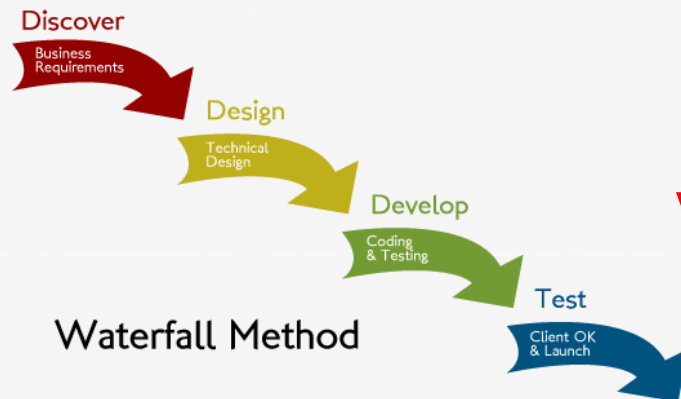 Discover
Business
Requirements
Design
Technical
Design
Develop
Coding
& Testing
Test
Client OK
& Launch
Waterfall Method